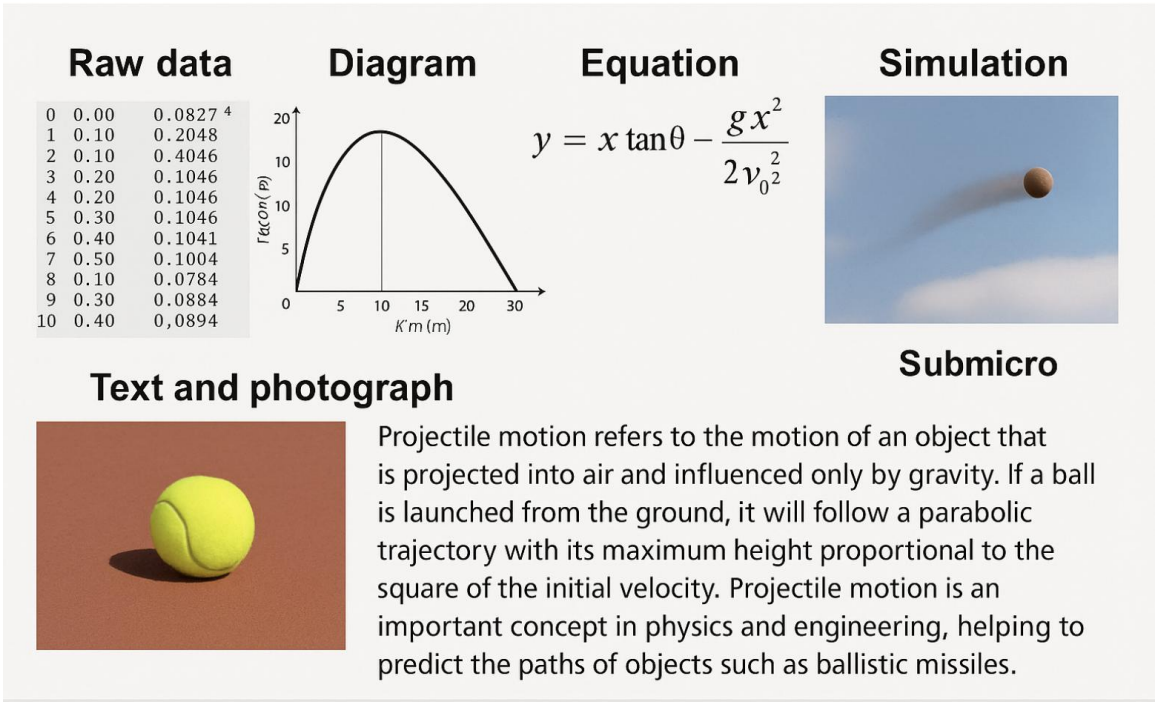 Raw data
0 0.00 0.0827 4
1 0.10 0.2048
2 0.10 0.4046
3 0.20 0.1046
4 0.20 0.1046
5 0.30 0.1046
6 0.40 0.1041
7 0.50 0.1004
8 0.10 0.0784
9 0.30 0.0884
10 0.40 0,0894
Diagram
20
10
10
5
0 5 10 15 20 30
K'm (m)
Equation
y = x tanθ − gx² / 2v₀²²
Simulation
Submicro
Text and photograph
Projectile motion refers to the motion of an object that
is projected into air and influenced only by gravity. If a ball
is launched from the ground, it will follow a parabolic
trajectory with its maximum height proportional to the
square of the initial velocity. Projectile motion is an
important concept in physics and engineering, helping to
predict the paths of objects such as ballistic missiles.